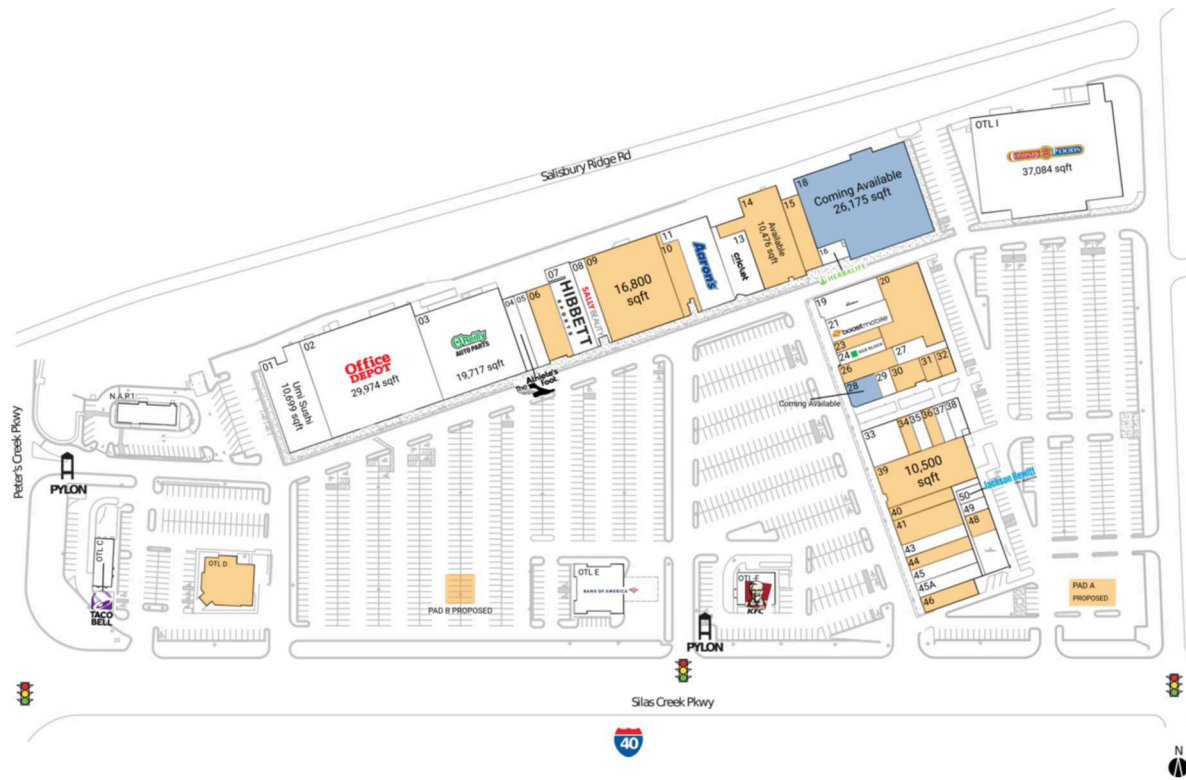 Salisbury Ridge Rd
OTL I
COMPARE FOODS
37,084 sqft
18
Coming Available
26,175 sqft
14
15
Available
10,476 sqft
16
HERBALIFE
13
cricket
11
10
Aaron's
09
16,800
sqft
08
SALLY BEAUTY
07
HIBBETT
SPORTS
06
05
04
The Athlete's
Foot
03
O'Reilly
AUTO PARTS
19,717 sqft
02
Office
DEPOT
29,974 sqft
01
Umi Sushi
10,699 sqft
N.A.P.1
Peter's Creek Pkwy
PYLON
OTL C
TACO
BELL
OTL D
PAD B PROPOSED
OTL E
BANK OF AMERICA
OTL F
KFC
PYLON
19
20
21
boostmobile
23
24
H&R BLOCK
26
27
28
29
30
31
32
Coming Available
33
34
35
36
37
38
39
10,500
sqft
Jackson Hewitt
50
49
48
40
41
43
44
45
45A
46
PAD A
PROPOSED
Silas Creek Pkwy
40
N